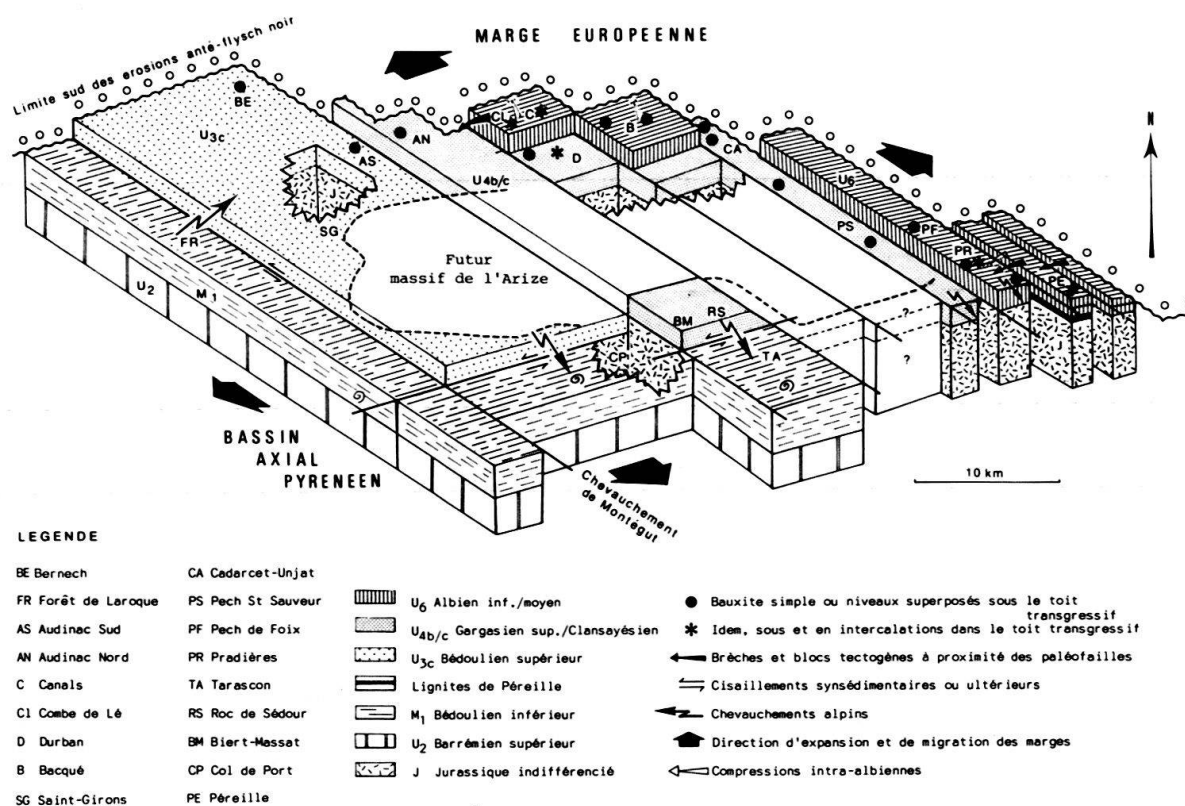 MARGE EUROPEENNE
Limite sud des erosions anté-flysch noir
BE
U3c
AS
AN
Cl
C
D
B
CA
U4b/c
J
SG
FR
U6
PS
PF
PR
PE
J
N
Futur
massif de l'Arize
U2
M1
BM
RS
CP
TA
?
?
BASSIN
AXIAL
PYRENEEN
Chevauchement
de Montégut
10 km
LEGENDE
BE Bernech
FR Forêt de Laroque
AS Audinac Sud
AN Audinac Nord
C Canals
Cl Combe de Lé
D Durban
B Bacqué
SG Saint-Girons
CA Cadarcet-Unjat
PS Pech St Sauveur
PF Pech de Foix
PR Pradières
TA Tarascon
RS Roc de Sédour
BM Biert-Massat
CP Col de Port
PE Péreille
U6 Albien inf./moyen
U4b/c Gargasien sup./Clansayésien
U3c Bédoulien supérieur
Lignites de Péreille
M1 Bédoulien inférieur
U2 Barrémien supérieur
J Jurassique indifférencié
Bauxite simple ou niveaux superposés sous le toit
transgressif
Idem, sous et en intercalations dans le toit transgressif
Brèches et blocs tectogènes à proximité des paléofailles
Cisaillements synsédimentaires ou ultérieurs
Chevauchements alpins
Direction d'expansion et de migration des marges
Compressions intra-albiennes